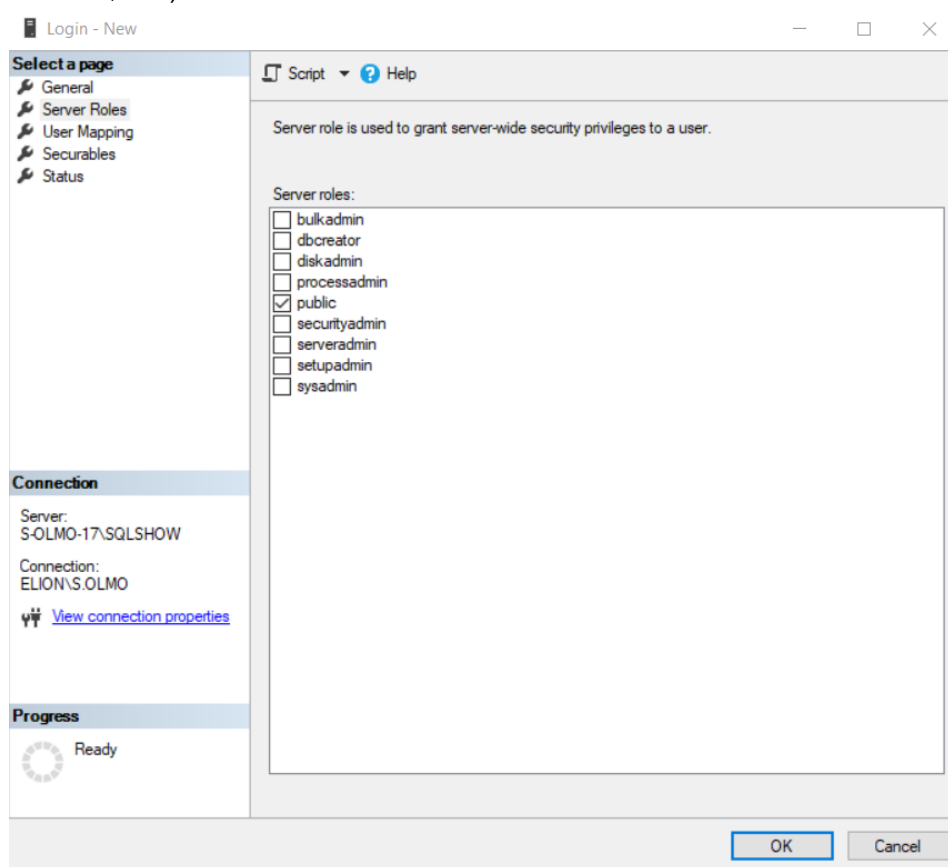 Login - New
Select a page
General
Server Roles
User Mapping
Securables
Status
Script
Help
Server role is used to grant server-wide security privileges to a user.
Server roles:
bulkadmin
dbcreator
diskadmin
processadmin
public
securityadmin
serveradmin
setupadmin
sysadmin
Connection
Server:
S-OLMO-17\SQLSHOW
Connection:
ELION\S.OLMO
View connection properties
Progress
Ready
OK
Cancel